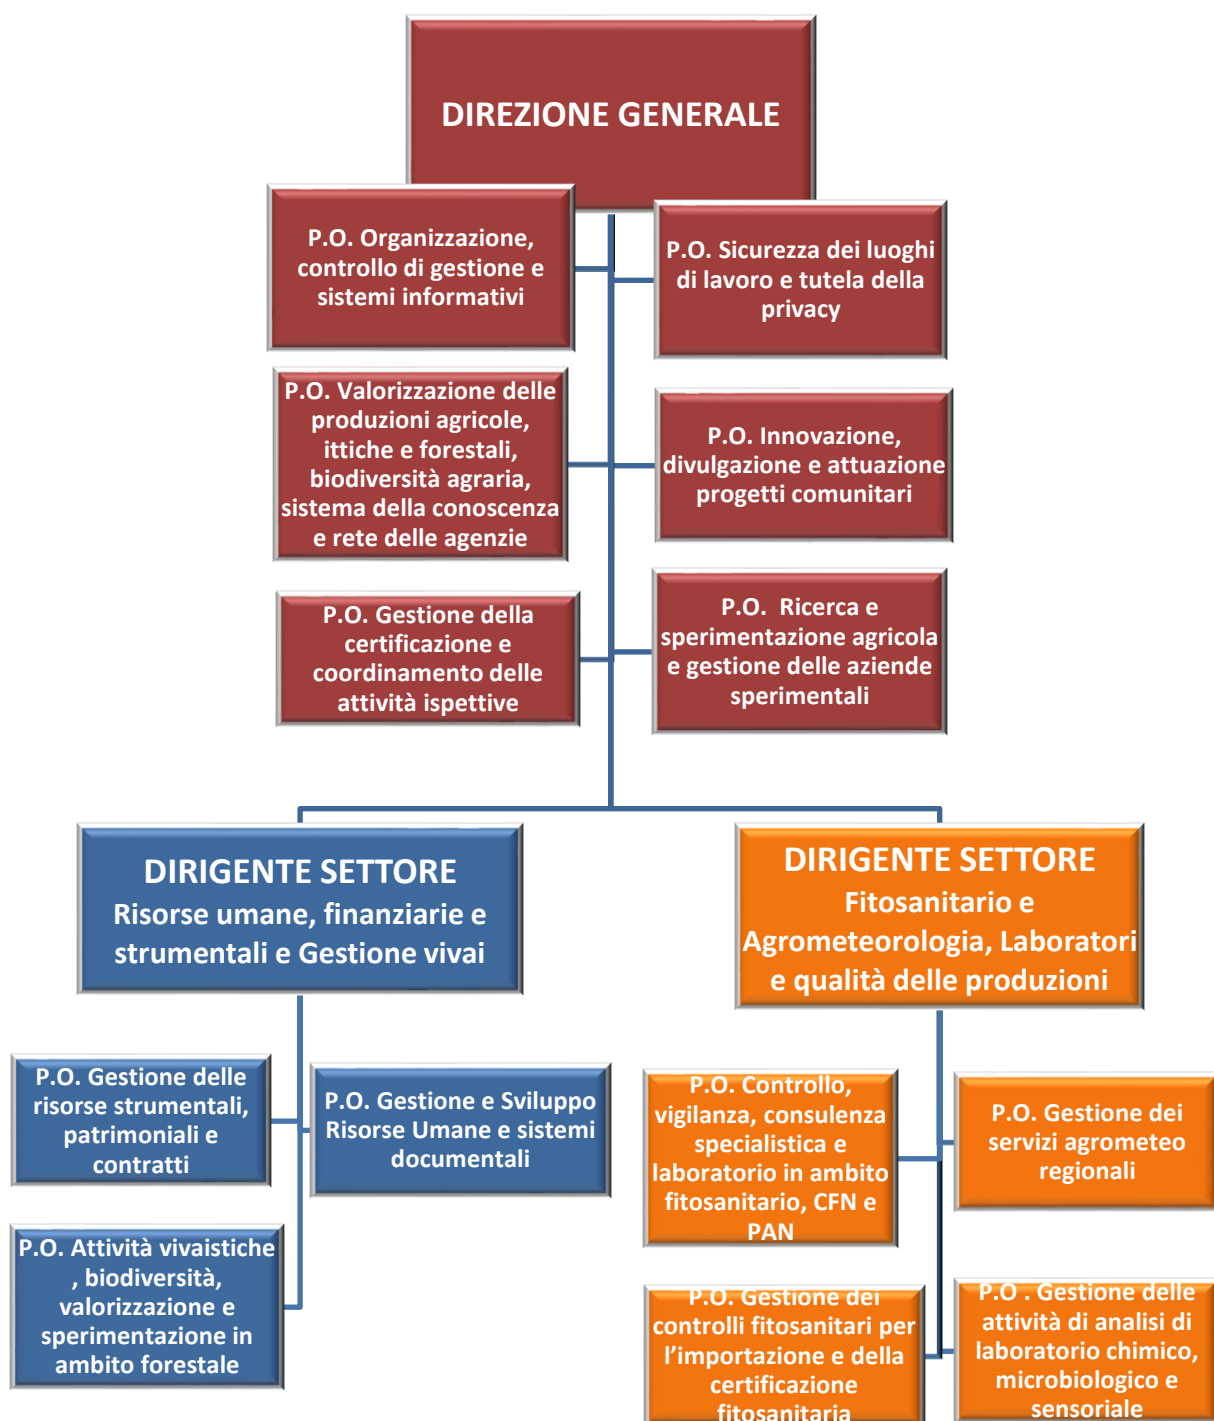 DIREZIONE GENERALE
P.O. Organizzazione,
controllo di gestione e
sistemi informativi
P.O. Sicurezza dei luoghi
di lavoro e tutela della
privacy
P.O. Valorizzazione delle
produzioni agricole,
ittiche e forestali,
biodiversità agraria,
sistema della conoscenza
e rete delle agenzie
P.O. Innovazione,
divulgazione e attuazione
progetti comunitari
P.O. Gestione della
certificazione e
coordinamento delle
attività ispettive
P.O. Ricerca e
sperimentazione agricola
e gestione delle aziende
sperimentali
DIRIGENTE SETTORE
Risorse umane, finanziarie e
strumentali e Gestione vivai
DIRIGENTE SETTORE
Fitosanitario e
Agrometeorologia, Laboratori
e qualità delle produzioni
P.O. Gestione delle
risorse strumentali,
patrimoniali e
contratti
P.O. Gestione e Sviluppo
Risorse Umane e sistemi
documentali
P.O. Attività vivaistiche
, biodiversità,
valorizzazione e
sperimentazione in
ambito forestale
P.O. Controllo,
vigilanza, consulenza
specialistica e
laboratorio in ambito
fitosanitario, CFN e
PAN
P.O. Gestione dei
servizi agrometeo
regionali
P.O. Gestione dei
controlli fitosanitari per
l'importazione e della
certificazione
fitosanitaria
P.O . Gestione delle
attività di analisi di
laboratorio chimico,
microbiologico e
sensoriale